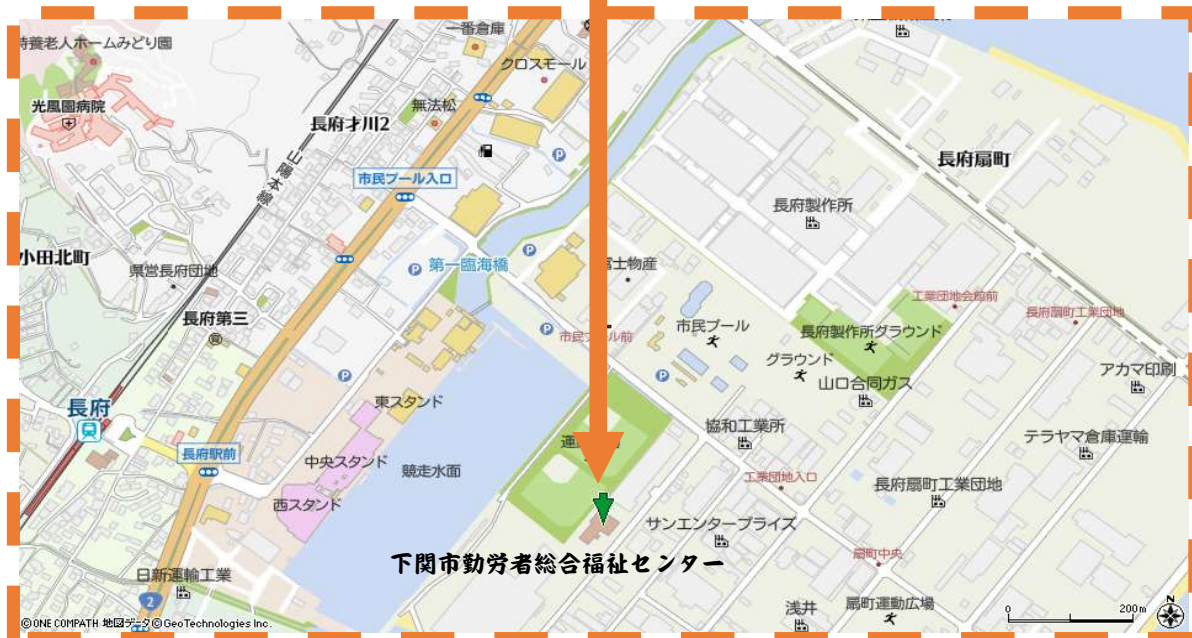 特養老人ホームみどり園
一番倉庫
クロスモール
光風園病院
無法松
長府才川2
山陽本線
市民プール入口
長府扇町
長府製作所
小田北町
県営長府団地
第一臨海橋
富士物産
工業団地会館前
長府扇町工業団地
長府第三
市民プール前
市民プール
長府製作所グラウンド
グラウンド
山口合同ガス
アカマ印刷
長府
東スタンド
協和工業所
テラヤマ倉庫運輸
長府駅前
中央スタンド
競走水面
工業団地入口
長府扇町工業団地
西スタンド
サンエンタープライズ
下関市勤労者総合福祉センター
扇町中央
日新運輸工業
2
浅井
扇町運動広場
0
200m
N
©ONE COMPATH 地図データ©GeoTechnologies Inc.